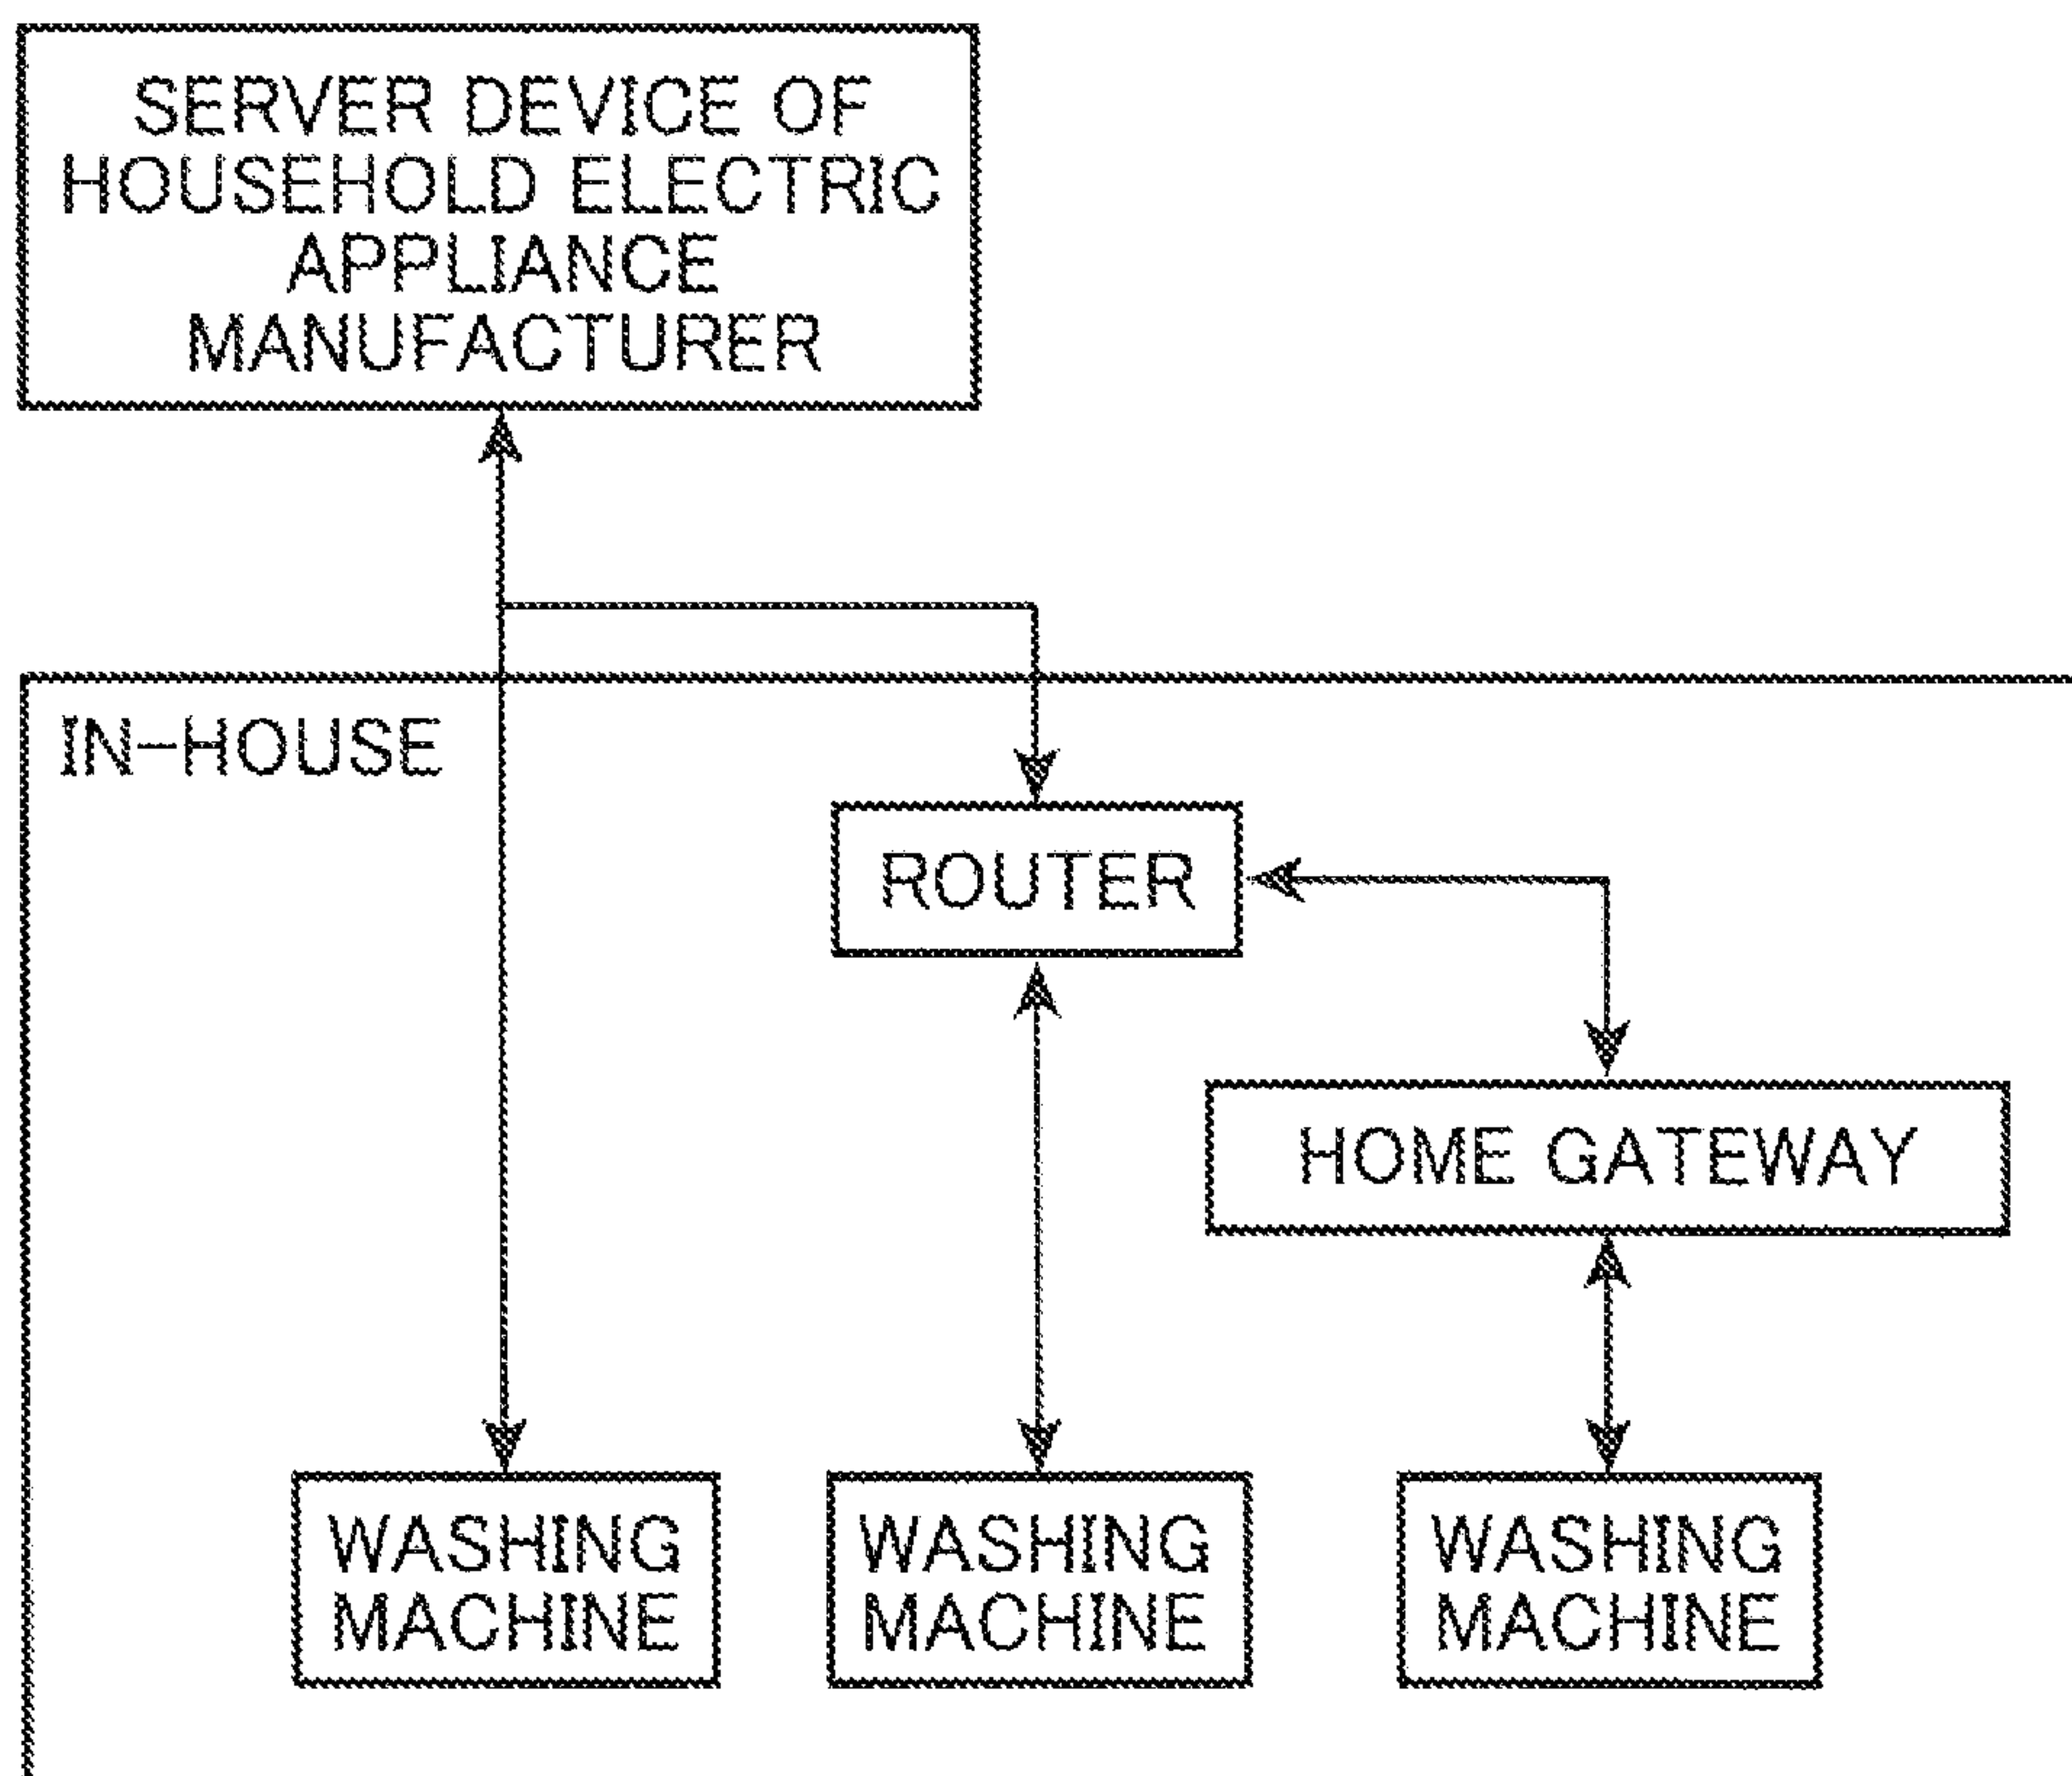 SERVER DEVICE OF
HOUSEHOLD ELECTRIC
APPLIANCE
MANUFACTURER
IN-HOUSE
ROUTER
HOME GATEWAY
WASHING
MACHINE
WASHING
MACHINE
WASHING
MACHINE